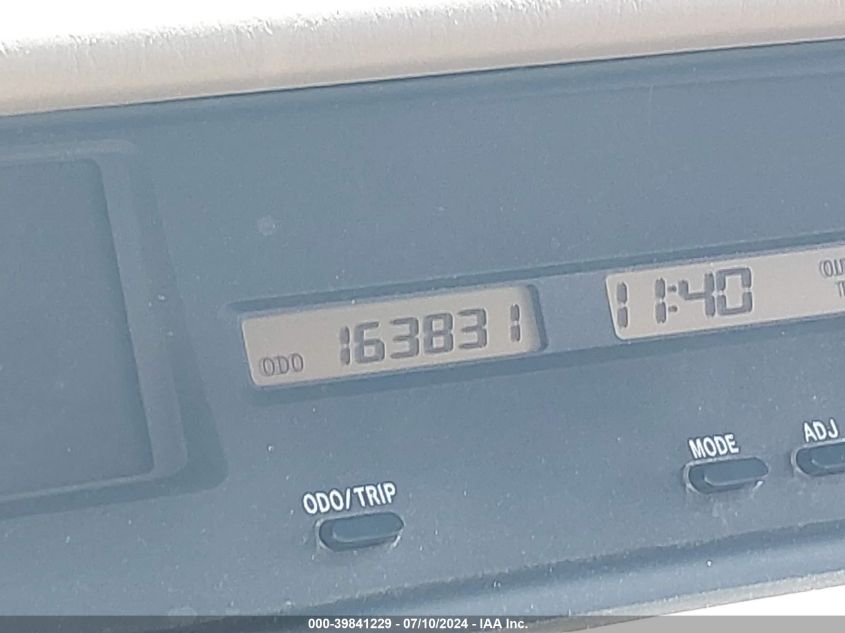 ODO 163831
11:40
ODO/TRIP
MODE
ADJ
000-39841229 - 07/10/2024 - IAA Inc.